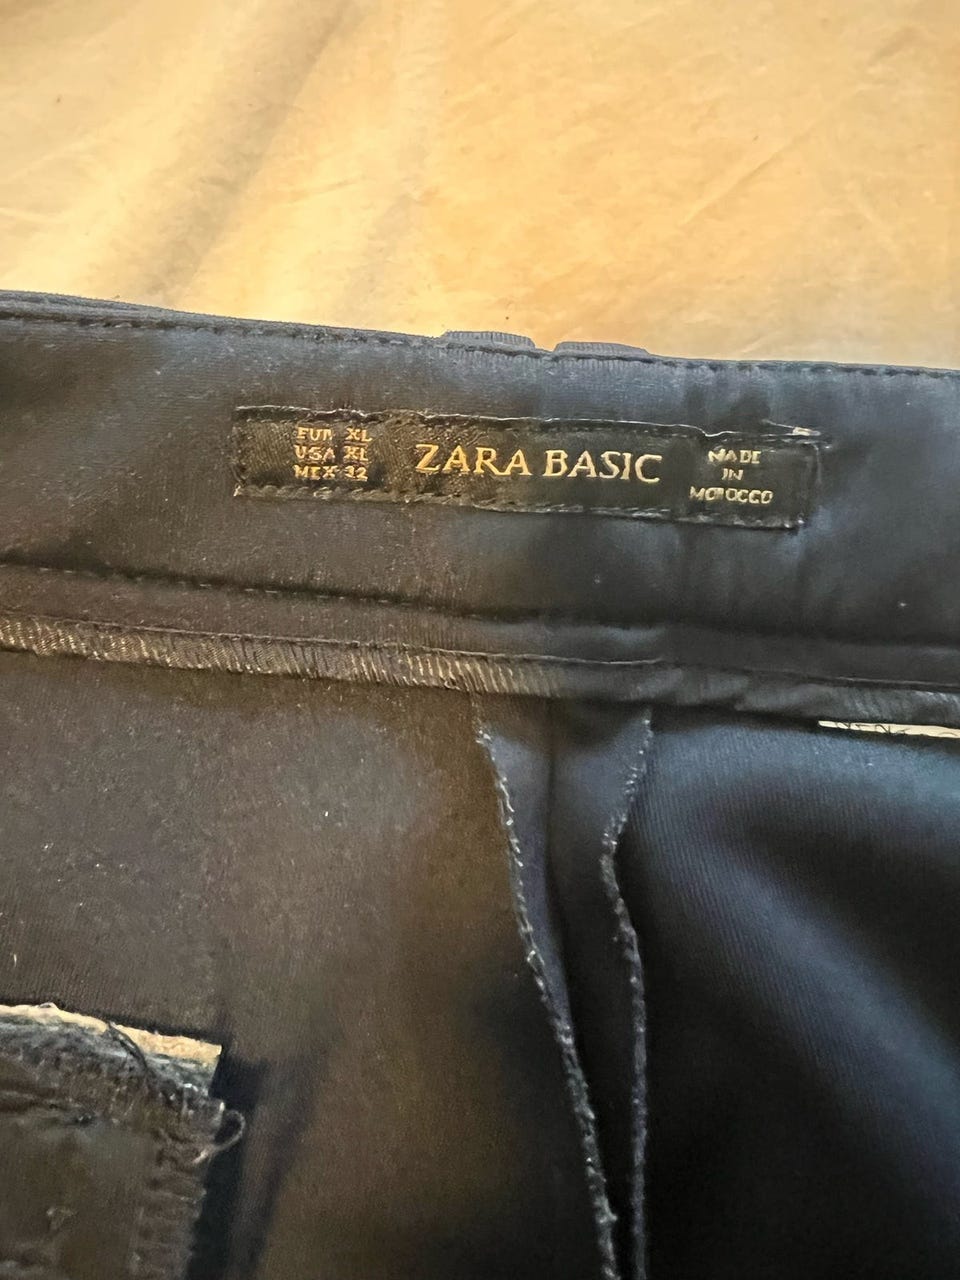 EUR XL
USA XL
MEX 32
ZARA BASIC
MADE
IN
MOROCCO